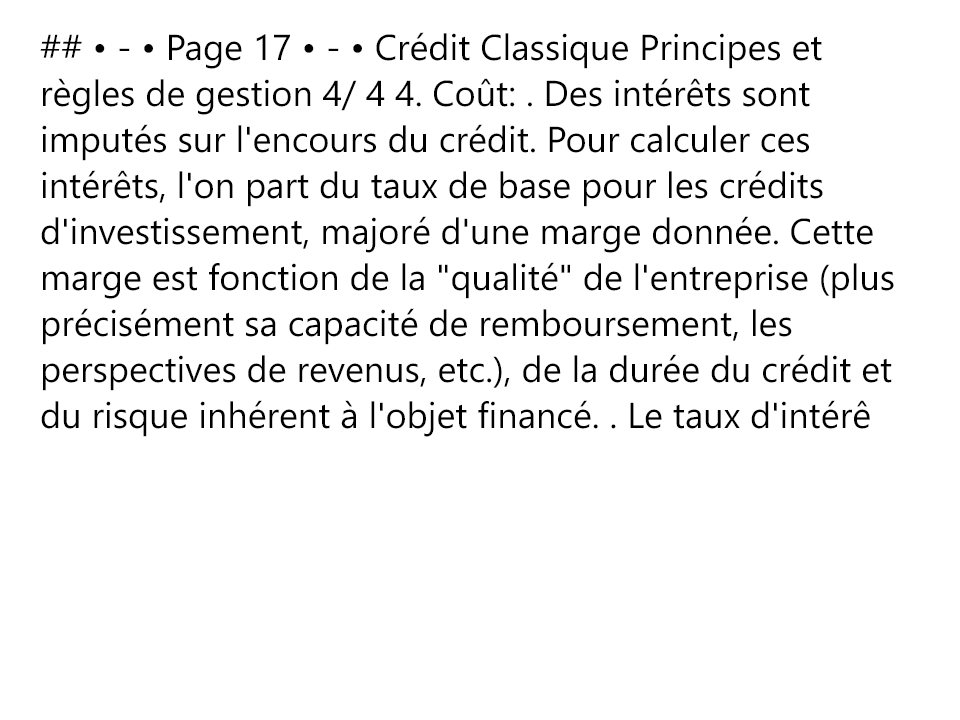 ## • - • Page 17 • - • Crédit Classique Principes et
règles de gestion 4/ 4 4. Coût: . Des intérêts sont
imputés sur l'encours du crédit. Pour calculer ces
intérêts, l'on part du taux de base pour les crédits
d'investissement, majoré d'une marge donnée. Cette
marge est fonction de la "qualité" de l'entreprise (plus
précisément sa capacité de remboursement, les
perspectives de revenus, etc.), de la durée du crédit et
du risque inhérent à l'objet financé. . Le taux d'intérê